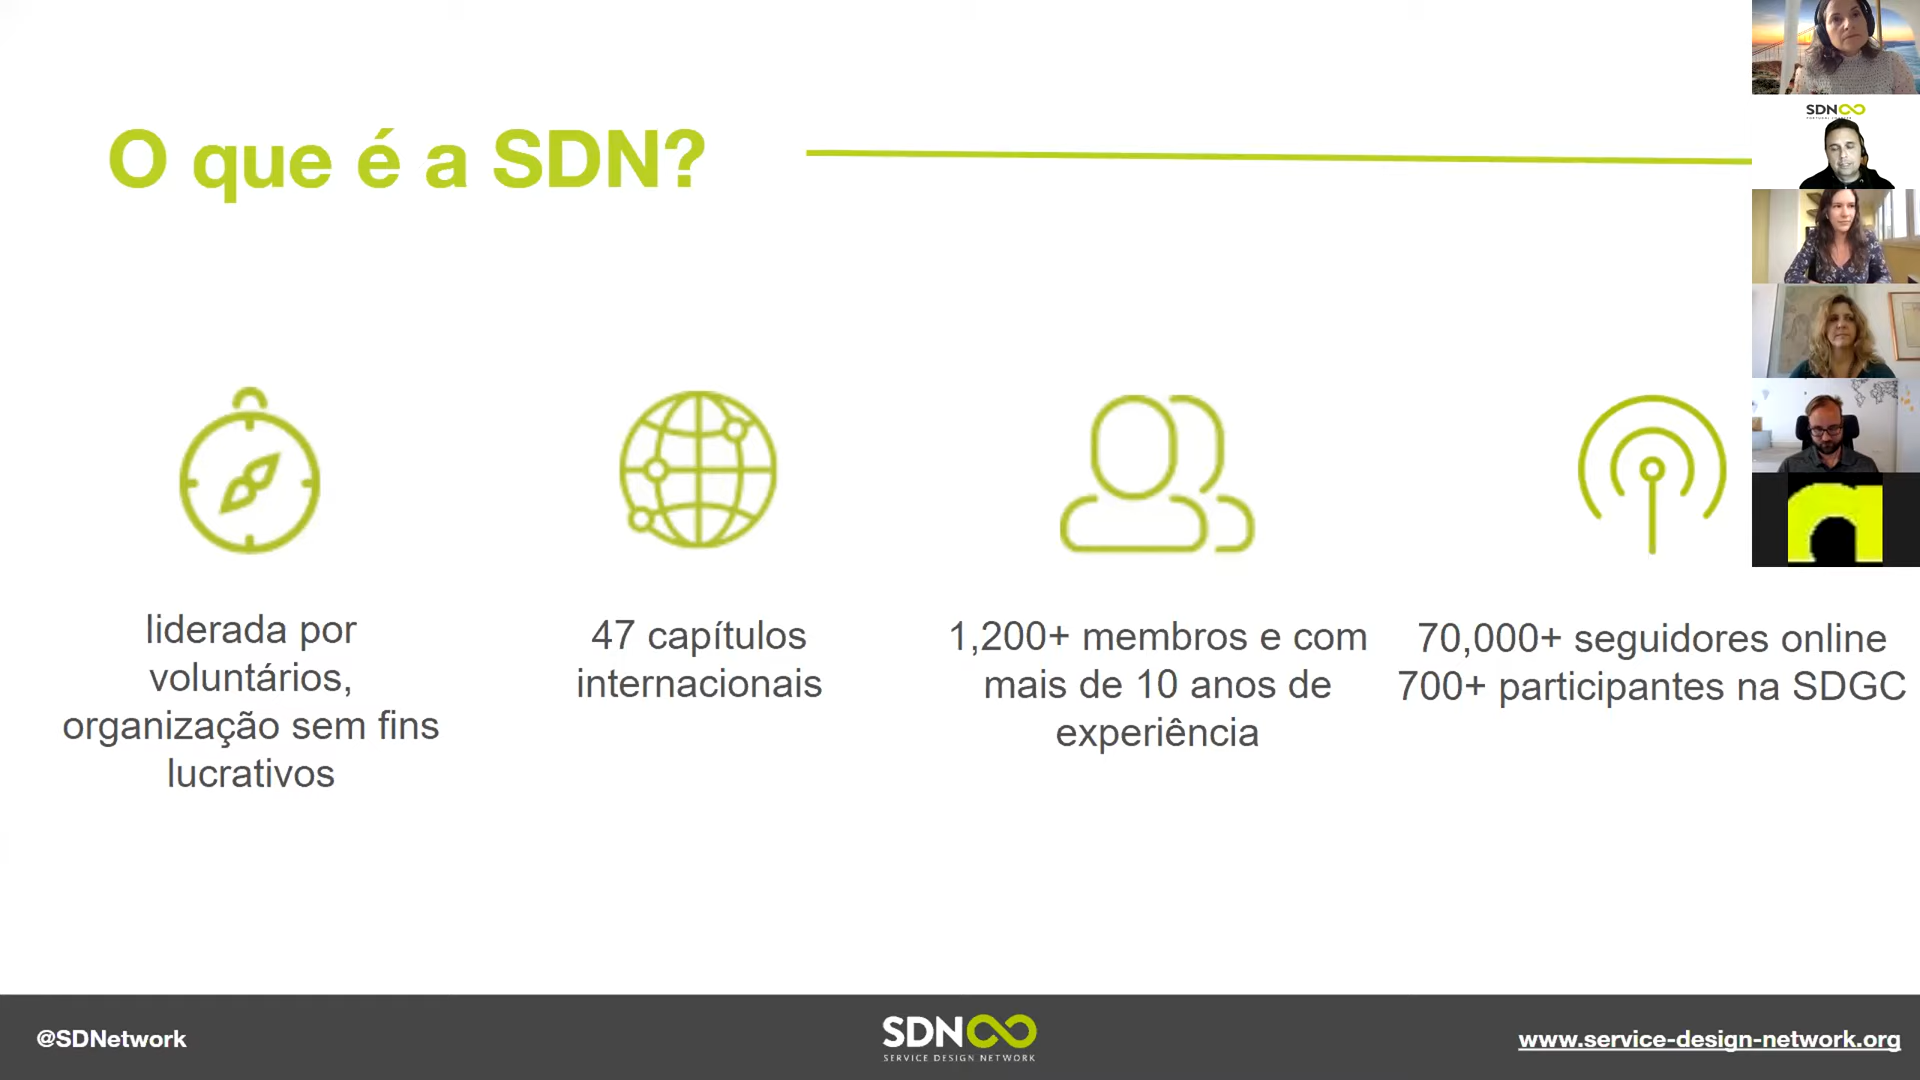 O que é a SDN?
SDN
liderada por
voluntários,
organização sem fins
lucrativos
47 capítulos
internacionais
1,200+ membros e com
mais de 10 anos de
experiência
70,000+ seguidores online
700+ participantes na SDGC
@SDNetwork
SDN
SERVICE DESIGN NETWORK
www.service-design-network.org